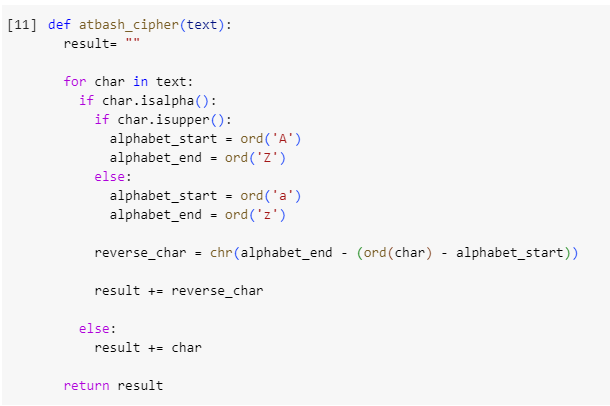 [11] def atbash_cipher(text):
  result= ""

  for char in text:
    if char.isalpha():
      if char.isupper():
        alphabet_start = ord('A')
        alphabet_end = ord('Z')
      else:
        alphabet_start = ord('a')
        alphabet_end = ord('z')

      reverse_char = chr(alphabet_end - (ord(char) - alphabet_start))

      result += reverse_char

    else:
      result += char

  return result